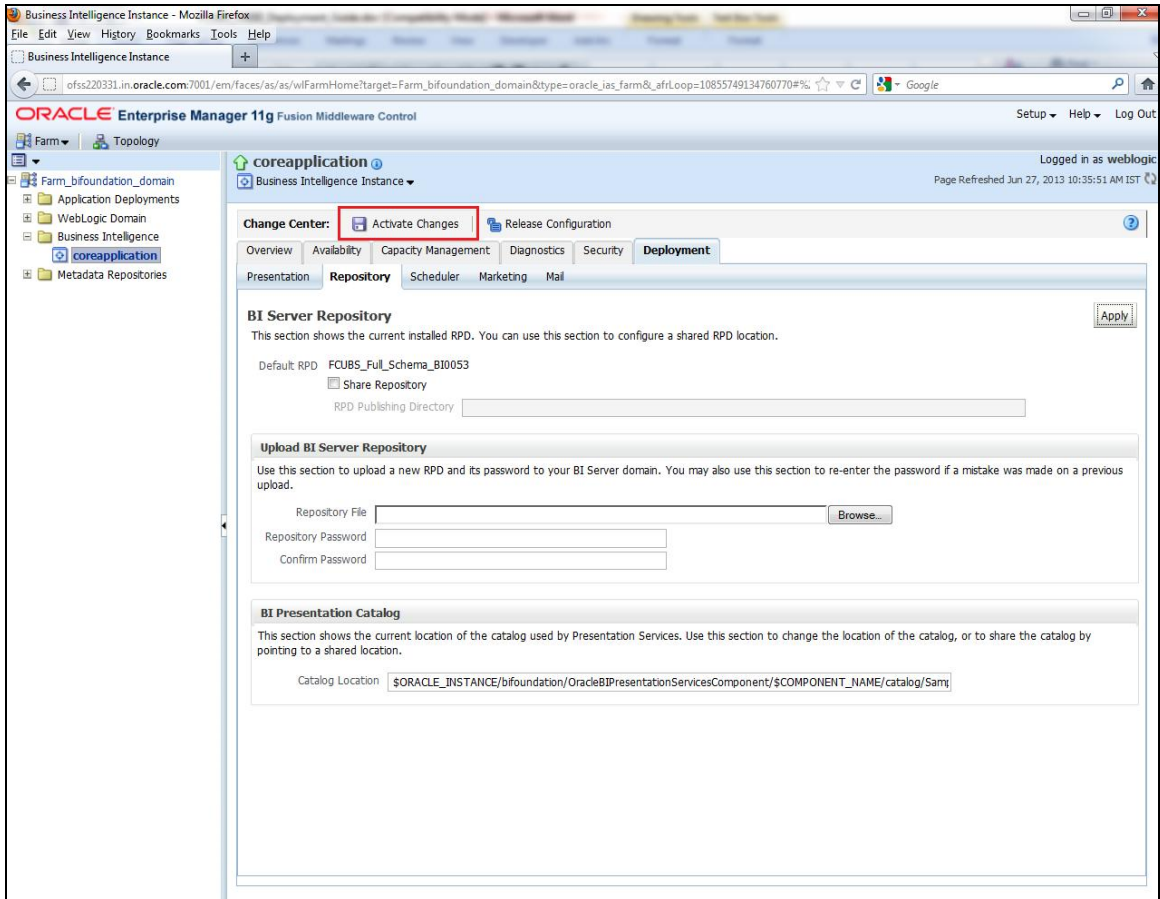 Business Intelligence Instance - Mozilla Firefox
File Edit View History Bookmarks Tools Help
Business Intelligence Instance +
ofss220331.in.oracle.com:7001/em/faces/as/as/wlFarmHome?target=Farm_bifoundation_domain&type=oracle_ias_farm&_afrLoop=10855749134760770#% Google
ORACLE Enterprise Manager 11g Fusion Middleware Control Setup Help Log Out
Farm Topology
Farm_bifoundation_domain
Application Deployments
WebLogic Domain
Business Intelligence
coreapplication
Metadata Repositories
coreapplication Logged in as weblogic
Business Intelligence Instance Page Refreshed Jun 27, 2013 10:35:51 AM IST
Change Center: Activate Changes Release Configuration
Overview Availability Capacity Management Diagnostics Security Deployment
Presentation Repository Scheduler Marketing Mail
BI Server Repository Apply
This section shows the current installed RPD. You can use this section to configure a shared RPD location.
Default RPD FCUBS_Full_Schema_BI0053
Share Repository
RPD Publishing Directory
Upload BI Server Repository
Use this section to upload a new RPD and its password to your BI Server domain. You may also use this section to re-enter the password if a mistake was made on a previous
upload.
Repository File Browse...
Repository Password
Confirm Password
BI Presentation Catalog
This section shows the current location of the catalog used by Presentation Services. Use this section to change the location of the catalog, or to share the catalog by
pointing to a shared location.
Catalog Location $ORACLE_INSTANCE/bifoundation/OracleBIPresentationServicesComponent/$COMPONENT_NAME/catalog/Sam